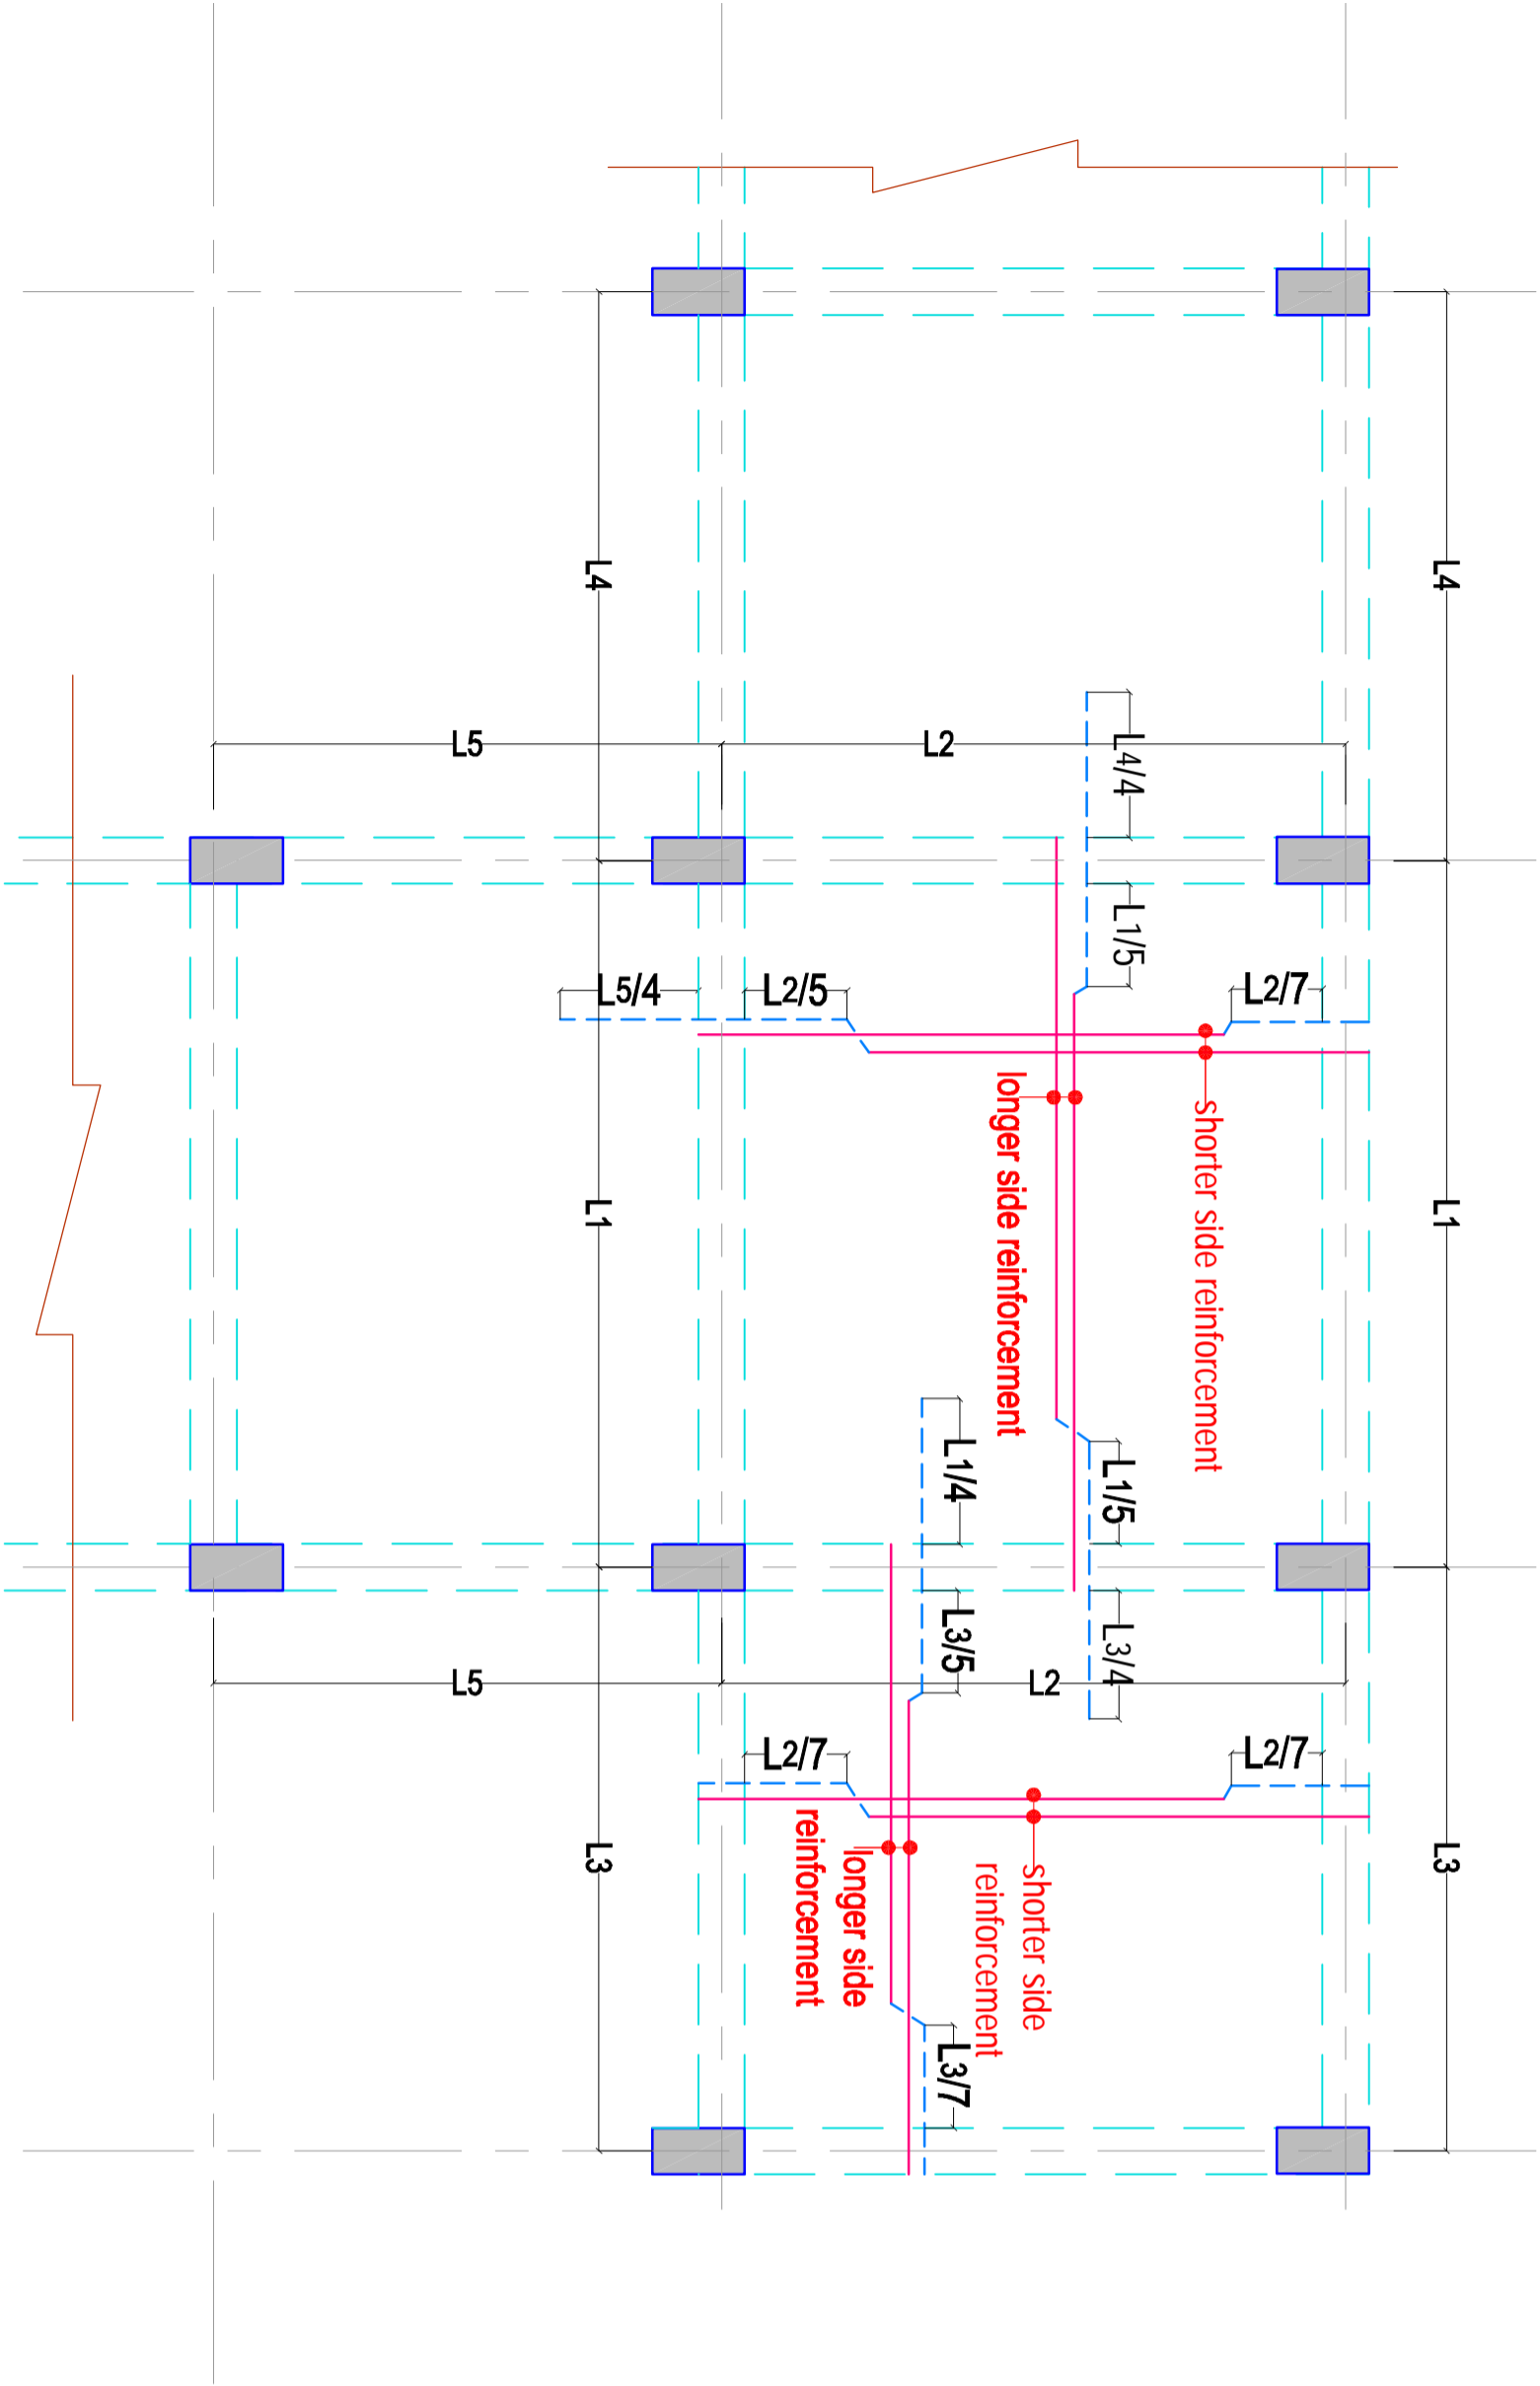 L4
L4
L5
L2
L4/4
L1/5
L5/4
L2/5
L2/7
longer side reinforcement
shorter side reinforcement
L1
L1
L1/4
L1/5
L3/5
L3/4
L5
L2
L2/7
L2/7
L3
L3
longer side
reinforcement
shorter side
reinforcement
L3/7